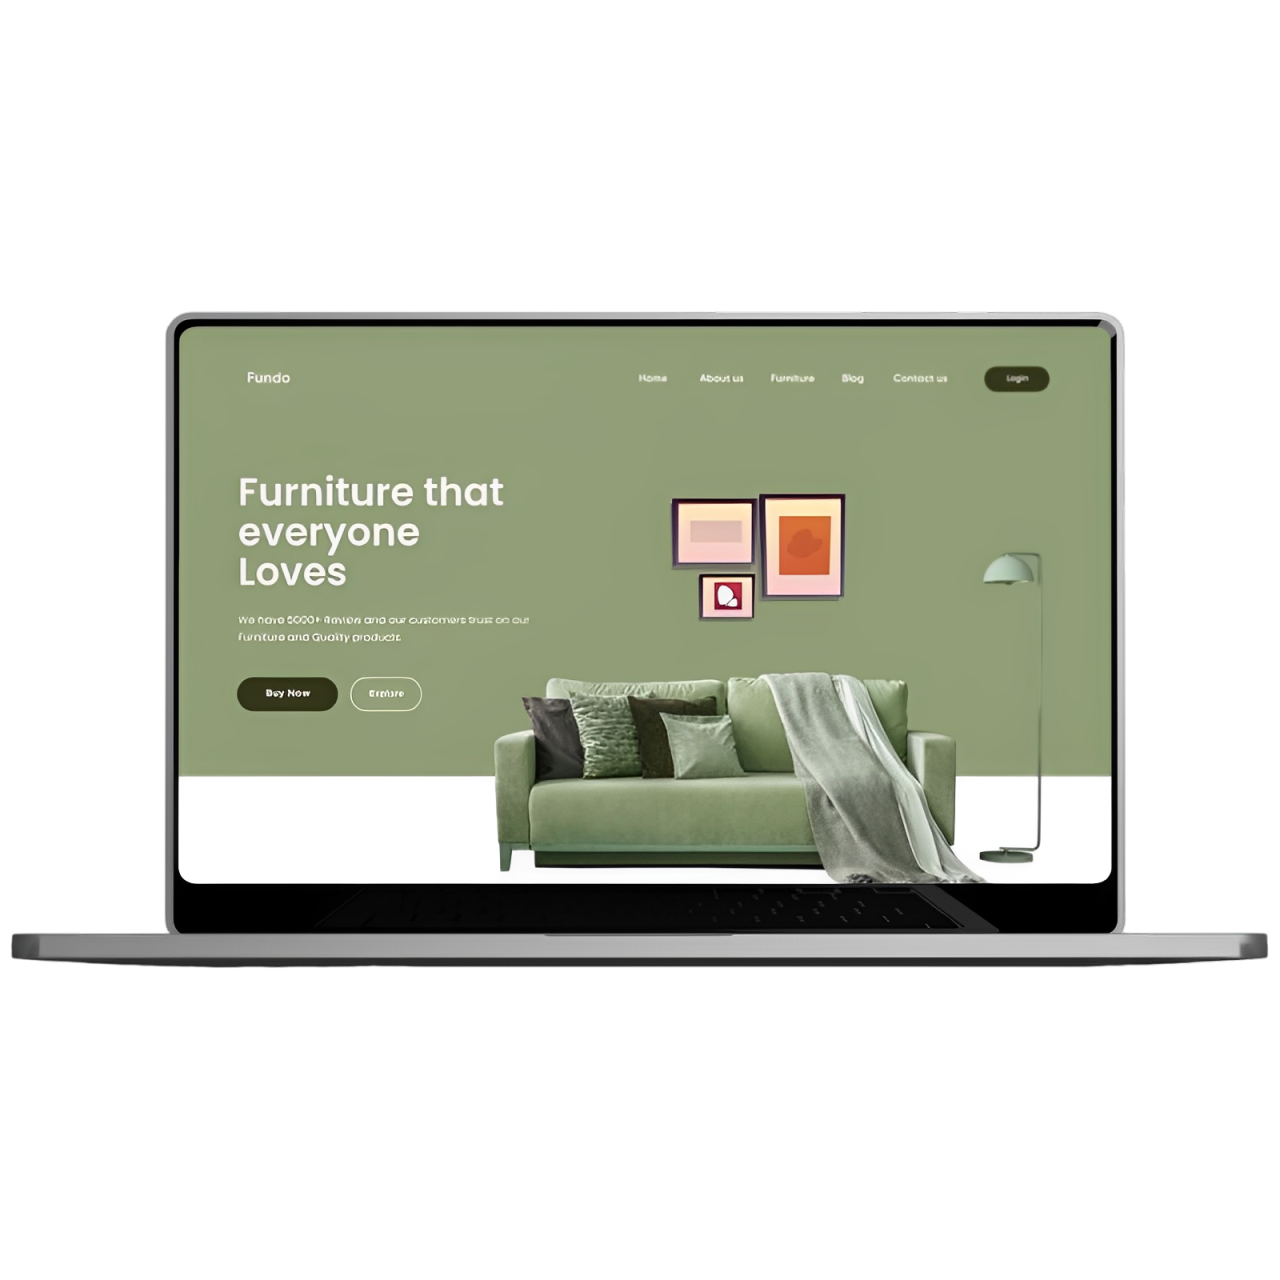 Fundo
Home About us Furniture Blog Contact us Login
Furniture that
everyone
Loves
We have 5000+ Review and our customers trust on our
Furniture and Quality products.
Buy Now Explore